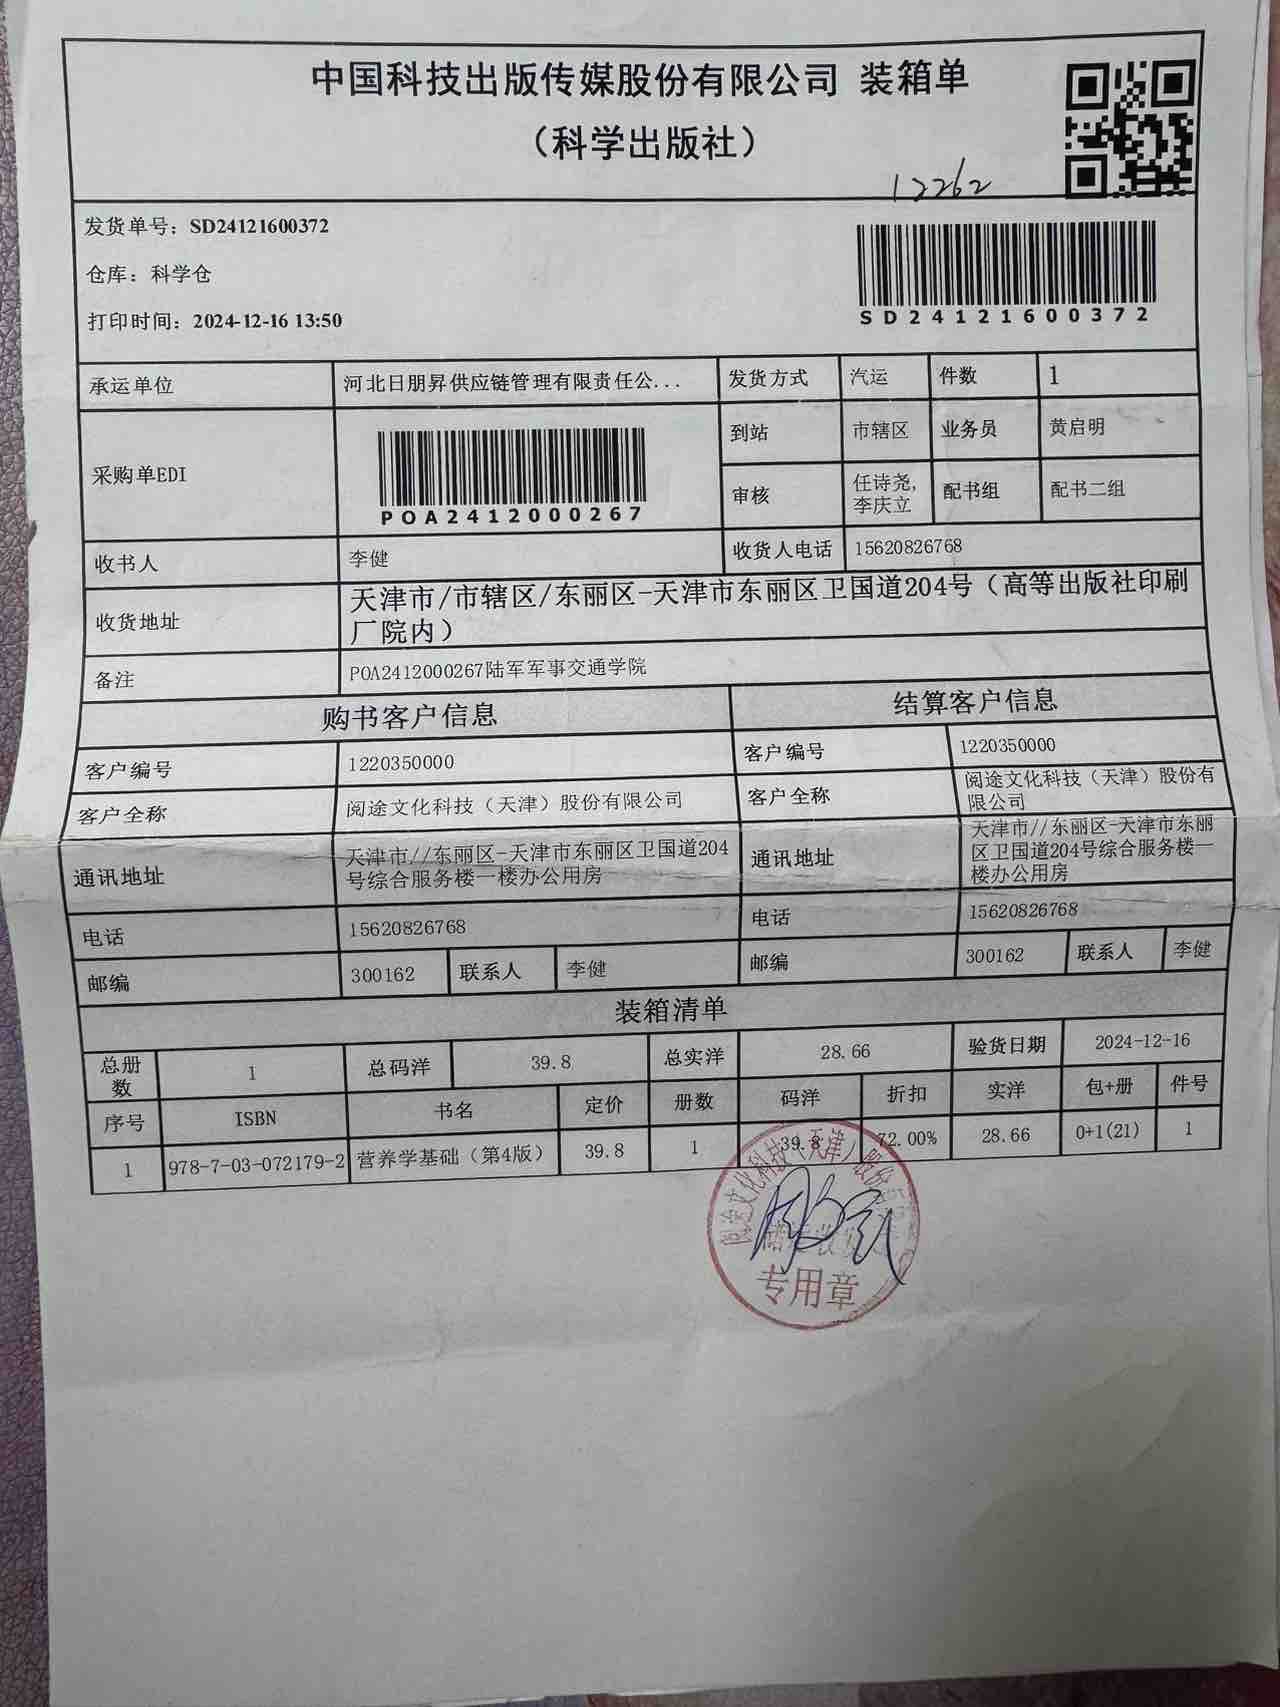 中国科技出版传媒股份有限公司 装箱单
（科学出版社）
12262
发货单号：SD24121600372
仓库：科学仓
打印时间：2024-12-16 13:50
SD24121600372
承运单位 河北日朋昇供应链管理有限责任公... 发货方式 汽运 件数 1
采购单EDI POA2412000267 到站 市辖区 业务员 黄启明
审核 任诗尧, 李庆立 配书组 配书二组
收书人 李健 收货人电话 15620826768
收货地址 天津市/市辖区/东丽区-天津市东丽区卫国道204号（高等出版社印刷
厂院内）
备注 POA2412000267陆军军事交通学院
购书客户信息 结算客户信息
客户编号 1220350000 客户编号 1220350000
客户全称 阅途文化科技（天津）股份有限公司 客户全称 阅途文化科技（天津）股份有
限公司
通讯地址 天津市//东丽区-天津市东丽区卫国道204
号综合服务楼一楼办公用房
通讯地址 天津市//东丽区-天津市东丽
区卫国道204号综合服务楼一
楼办公用房
电话 15620826768 电话 15620826768
邮编 300162 联系人 李健 邮编 300162 联系人 李健
装箱清单
总册数 1 总码洋 39.8 总实洋 28.66 验货日期 2024-12-16
序号 ISBN 书名 定价 册数 码洋 折扣 实洋 包+册 件号
1 978-7-03-072179-2 营养学基础（第4版） 39.8 1 39.8 72.00% 28.66 0+1(21) 1
阅途文化科技（天津）股份
专用章